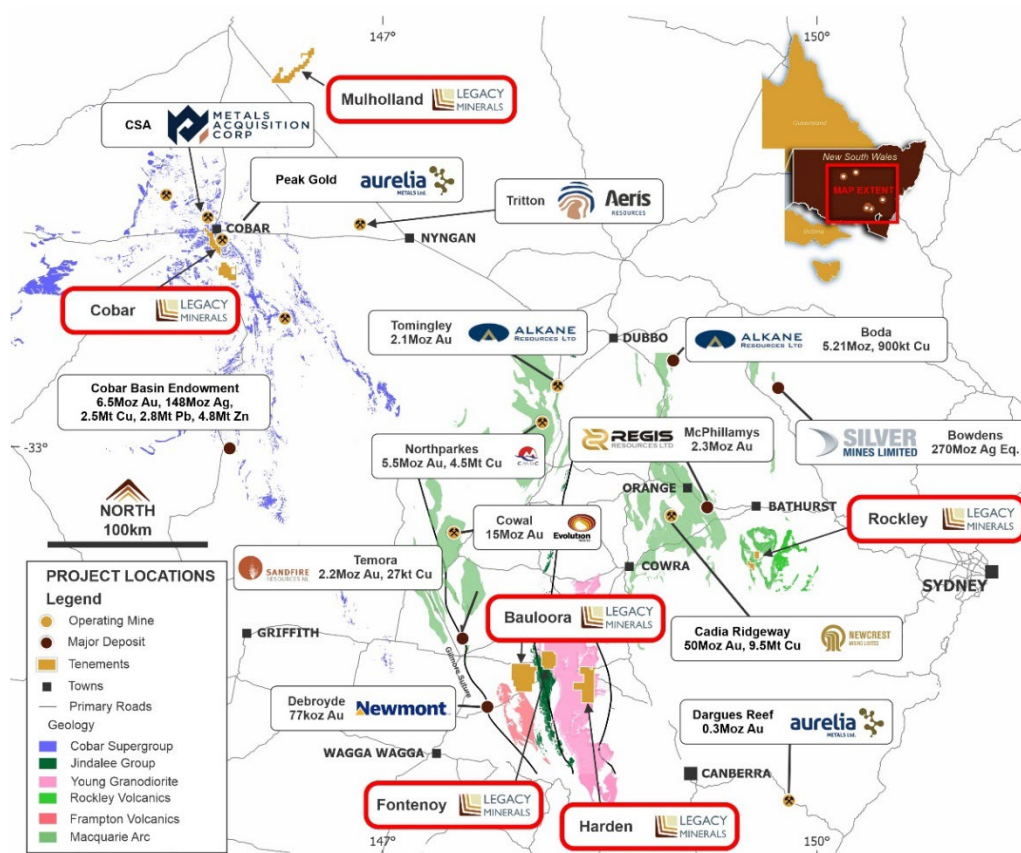 147°
150°
Mulholland
LEGACY
MINERALS
CSA
METALS
ACQUISITION
CORP
Peak Gold
aurelia
METALS Ltd.
Tritton
Aeris
RESOURCES
Queensland
New South Wales
MAP EXTENT
Victoria
COBAR
NYNGAN
Cobar
LEGACY
MINERALS
Tomingley
2.1Moz Au
ALKANE
RESOURCES LTD
DUBBO
ALKANE
RESOURCES LTD
Boda
5.21Moz, 900kt Cu
Cobar Basin Endowment
6.5Moz Au, 148Moz Ag,
2.5Mt Cu, 2.8Mt Pb, 4.8Mt Zn
-33°
Northparkes
5.5Moz Au, 4.5Mt Cu
CMOC
REGIS
RESOURCES LTD
McPhillamys
2.3Moz Au
SILVER
MINES LIMITED
Bowdens
270Moz Ag Eq.
NORTH
100km
ORANGE
BATHURST
Rockley
LEGACY
MINERALS
Cowal
15Moz Au
Evolution
SANDFIRE
RESOURCES NL
Temora
2.2Moz Au, 27kt Cu
COWRA
SYDNEY
Bauloora
LEGACY
MINERALS
Cadia Ridgeway
50Moz Au, 9.5Mt Cu
NEWCREST
MINING LIMITED
GRIFFITH
Gilmore Suture
Debroyde
77koz Au
Newmont
Dargues Reef
0.3Moz Au
aurelia
METALS Ltd.
WAGGA WAGGA
CANBERRA
Fontenoy
LEGACY
MINERALS
Harden
LEGACY
MINERALS
147°
150°
PROJECT LOCATIONS
Legend
Operating Mine
Major Deposit
Tenements
Towns
Primary Roads
Geology
Cobar Supergroup
Jindalee Group
Young Granodiorite
Rockley Volcanics
Frampton Volcanics
Macquarie Arc